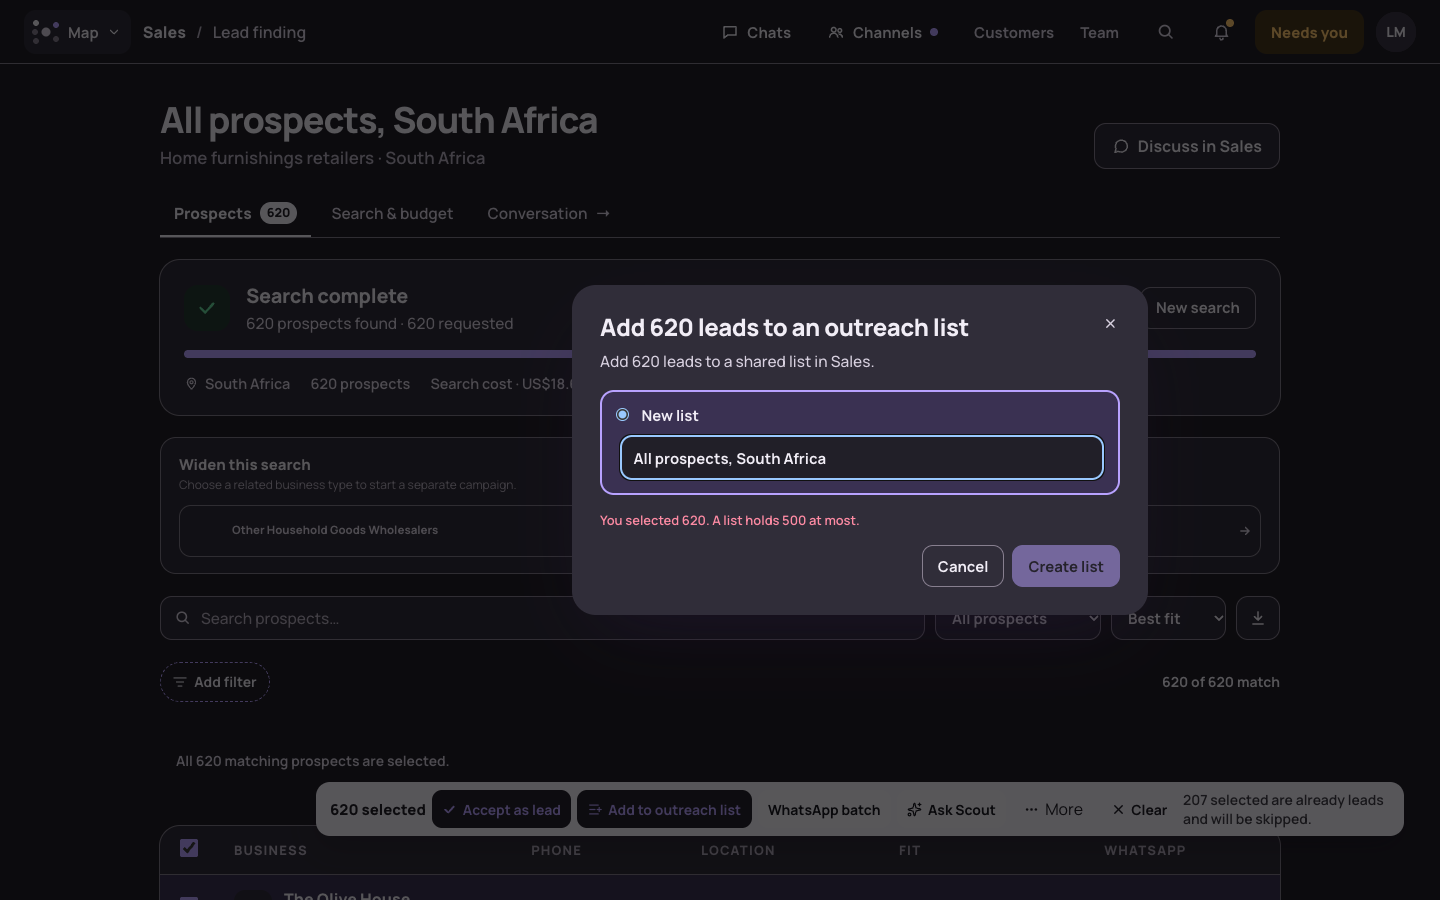 Map
Sales / Lead finding
Chats
Channels
Customers
Team
Needs you
LM
All prospects, South Africa
Home furnishings retailers · South Africa
Discuss in Sales
Prospects 620
Search & budget
Conversation →
Search complete
620 prospects found · 620 requested
New search
South Africa
620 prospects
Search cost · US$18.
Add 620 leads to an outreach list
Add 620 leads to a shared list in Sales.
New list
All prospects, South Africa
You selected 620. A list holds 500 at most.
Cancel
Create list
Widen this search
Choose a related business type to start a separate campaign.
Other Household Goods Wholesalers
Search prospects...
All prospects
Best fit
Add filter
620 of 620 match
All 620 matching prospects are selected.
620 selected
Accept as lead
Add to outreach list
WhatsApp batch
Ask Scout
More
Clear
207 selected are already leads
and will be skipped.
BUSINESS
PHONE
LOCATION
FIT
WHATSAPP
The Olive House